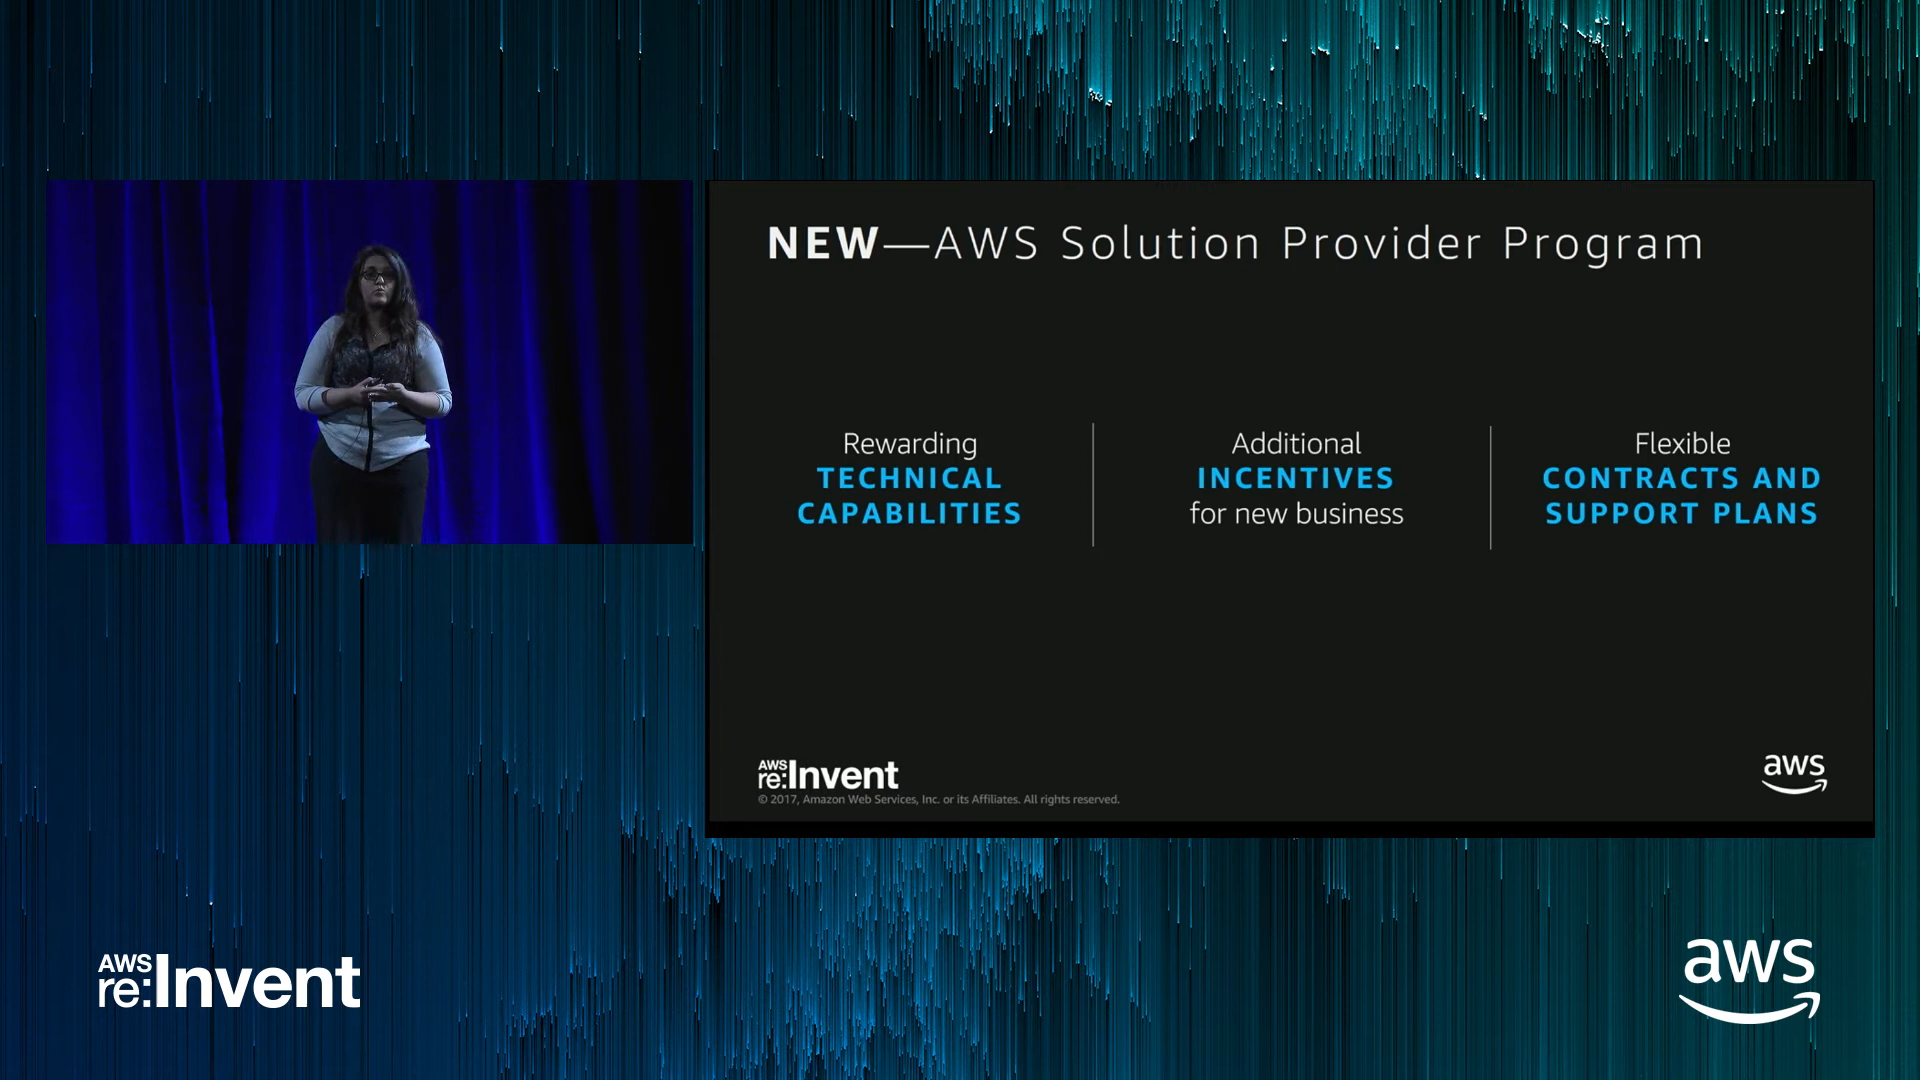 NEW—AWS Solution Provider Program
Rewarding
TECHNICAL
CAPABILITIES
Additional
INCENTIVES
for new business
Flexible
CONTRACTS AND
SUPPORT PLANS
AWS
re:Invent
© 2017, Amazon Web Services, Inc. or its Affiliates. All rights reserved.
aws
AWS
re:Invent
aws